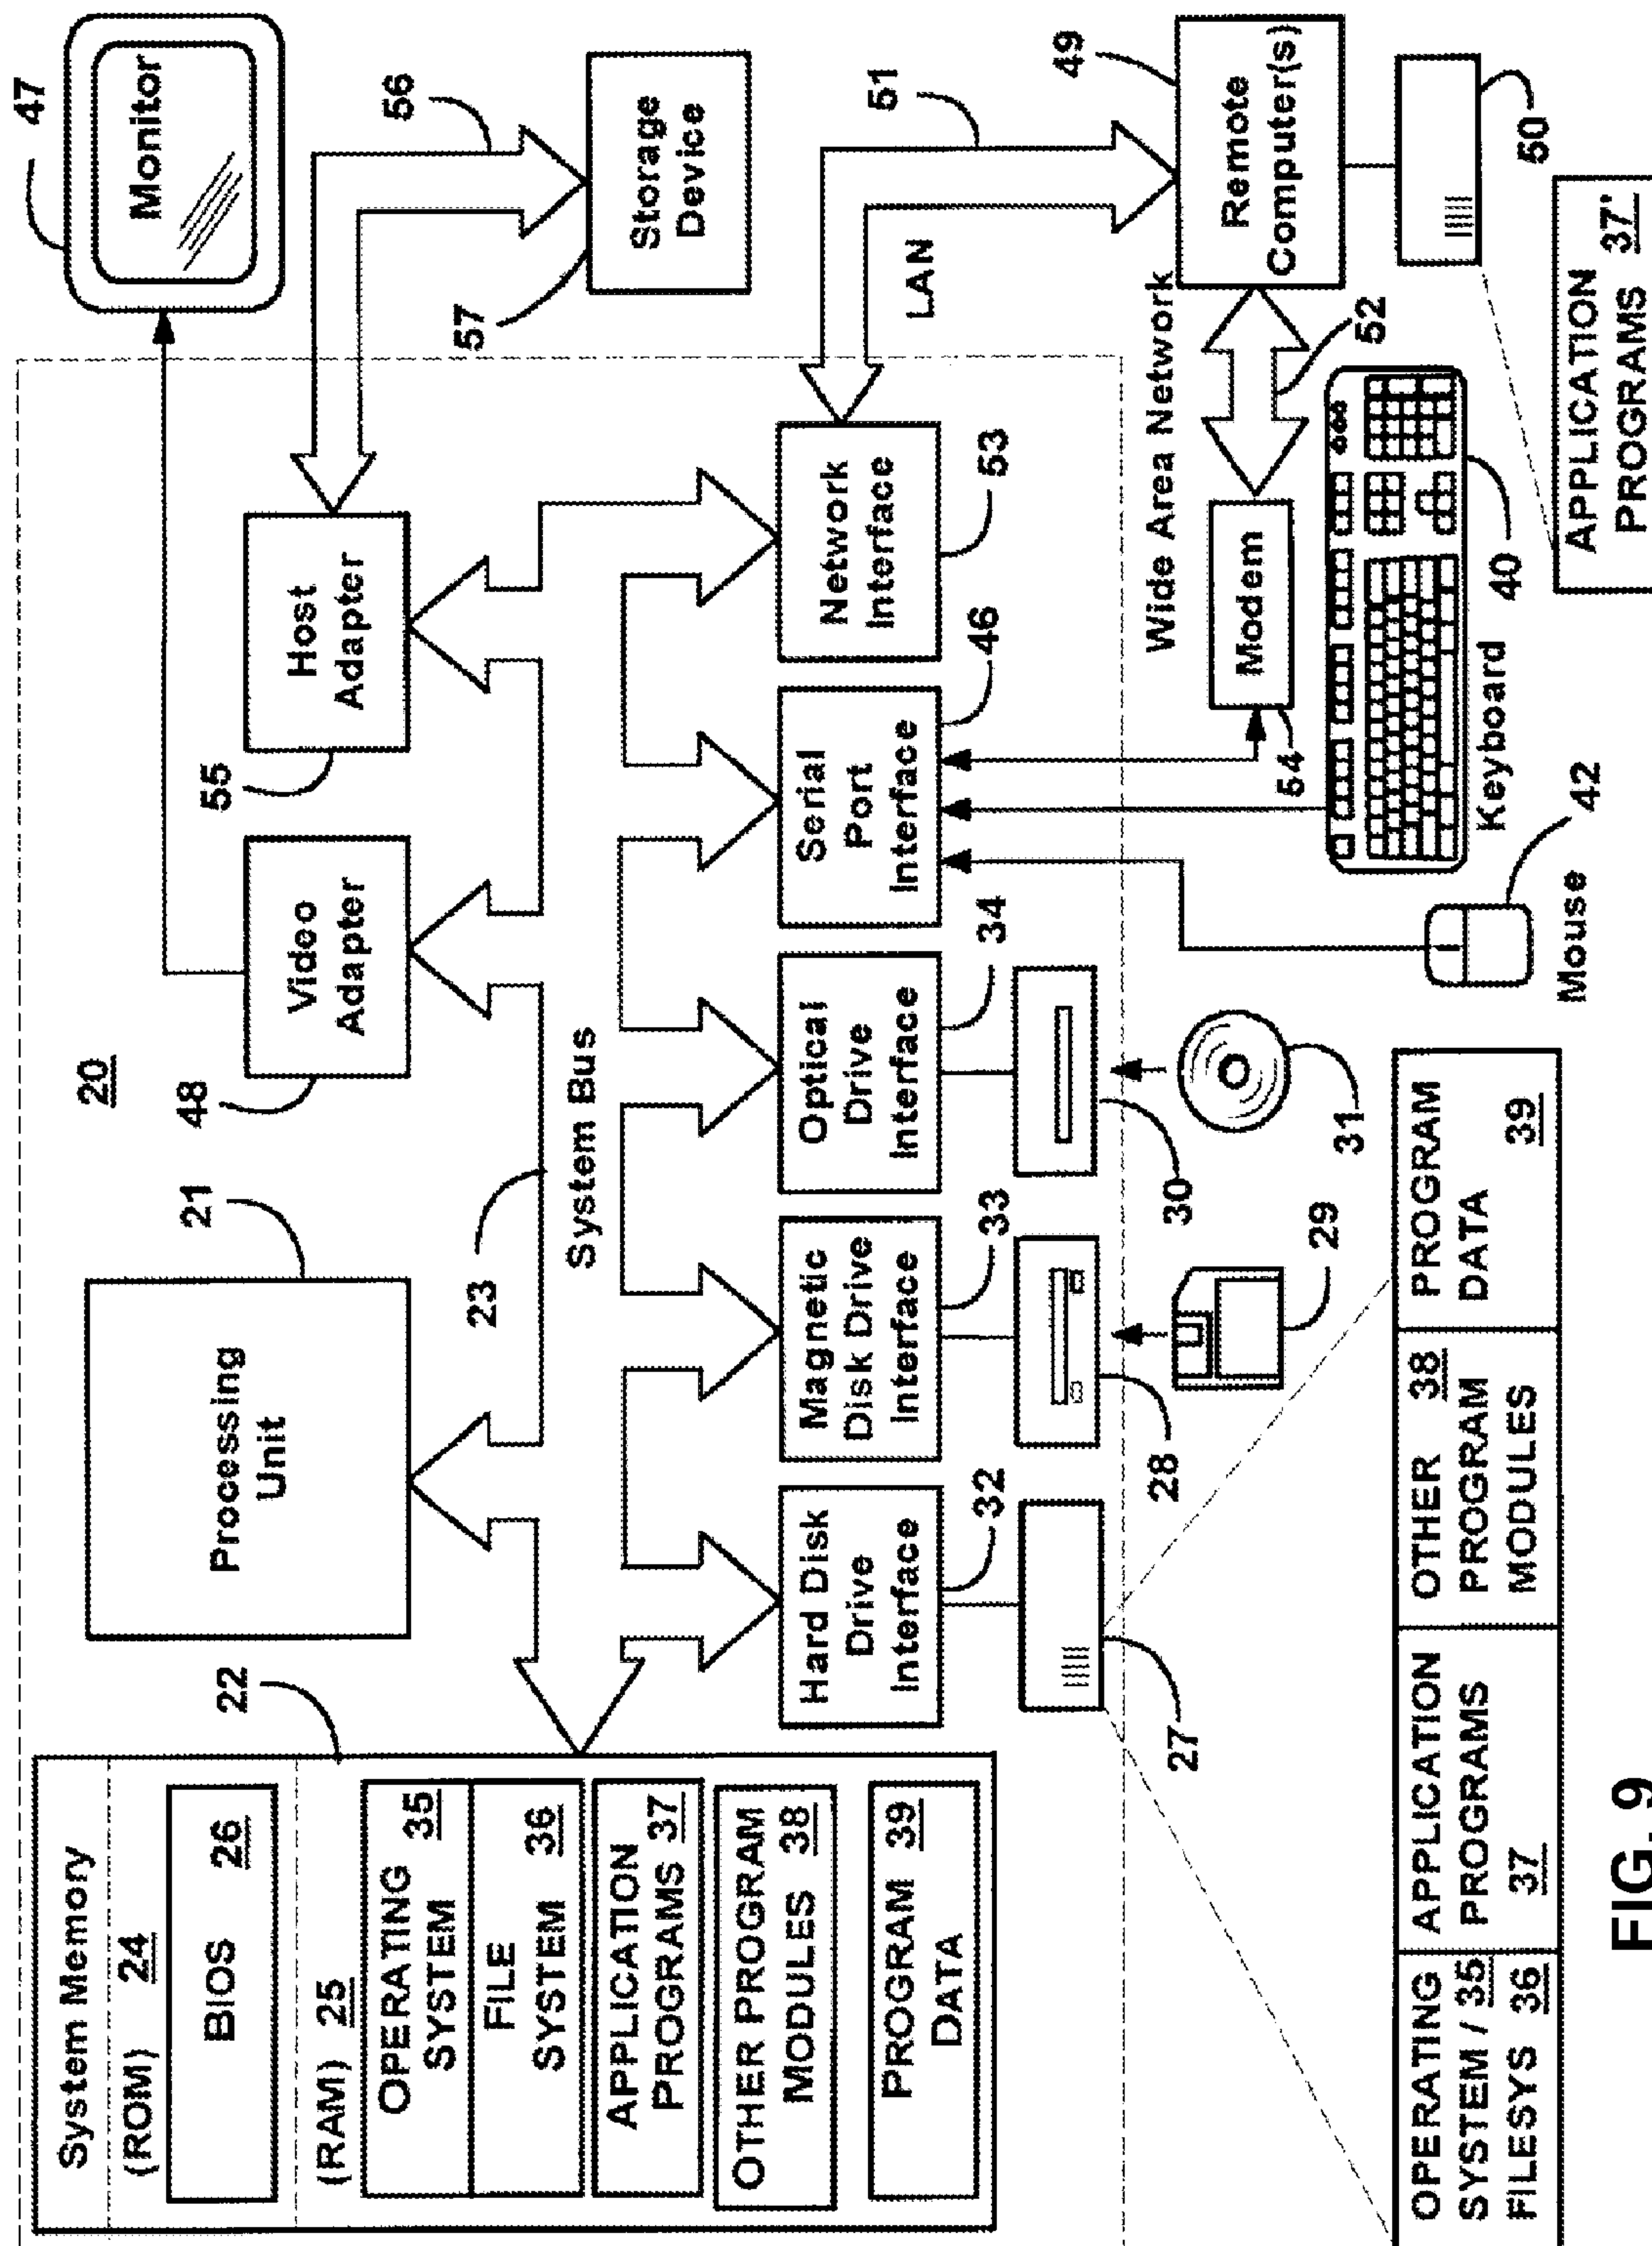 System Memory
(ROM) 24
BIOS 26
(RAM) 25
OPERATING
SYSTEM 35
FILE
SYSTEM 36
APPLICATION
PROGRAMS 37
OTHER PROGRAM
MODULES 38
PROGRAM 39
DATA
22
Processing
Unit
21
20
48
Video
Adapter
55
Host
Adapter
47
Monitor
56
57
Storage
Device
23
System Bus
Hard Disk
Drive
Interface
32
Magnetic
Disk Drive
Interface
33
Optical
Drive
Interface
34
Serial
Port
Interface
46
Network
Interface
53
LAN
51
27
28
29
30
31
Wide Area Network
54
Modem
52
49
Remote
Computer(s)
50
Mouse
42
Keyboard
40
APPLICATION
PROGRAMS 37'
OPERATING
SYSTEM / 35
FILESYS 36
APPLICATION
PROGRAMS
37
OTHER 38
PROGRAM
MODULES
PROGRAM
DATA
39
FIG. 9